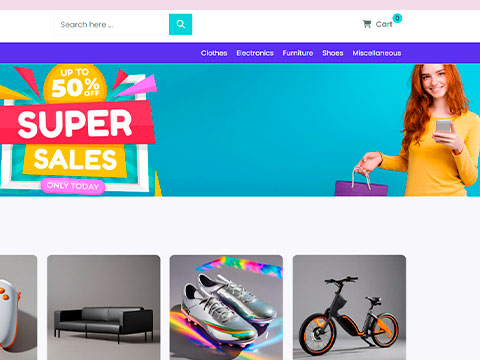 Search here ...
Cart
0
Clothes Electronics Furniture Shoes Miscellaneous
UP TO
50% OFF
SUPER
SALES
ONLY TODAY